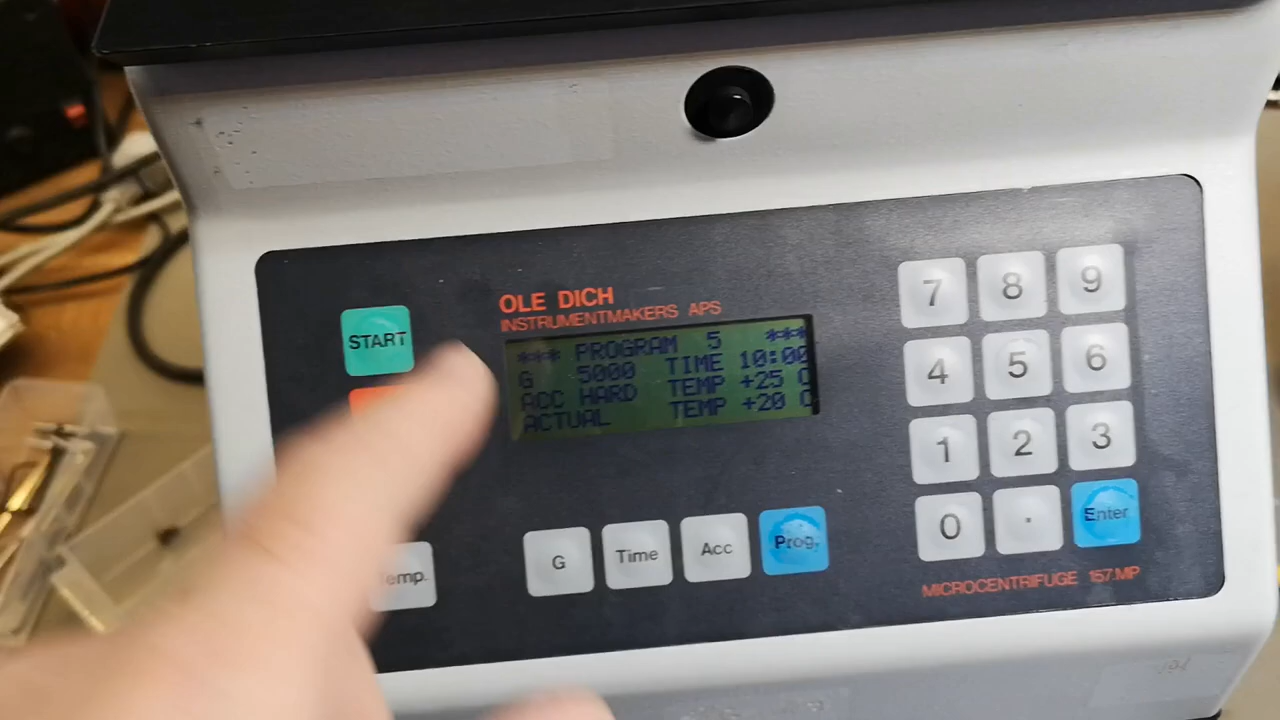 OLE DICH
INSTRUMENTMAKERS APS
*** PROGRAM 5 ***
G 5000 TIME 10:00
ACC HARD TEMP +25 C
ACTUAL TEMP +20 C
START
7 8 9
4 5 6
1 2 3
0 . Enter
G Time Acc Prog.
emp.
MICROCENTRIFUGE 157.MP